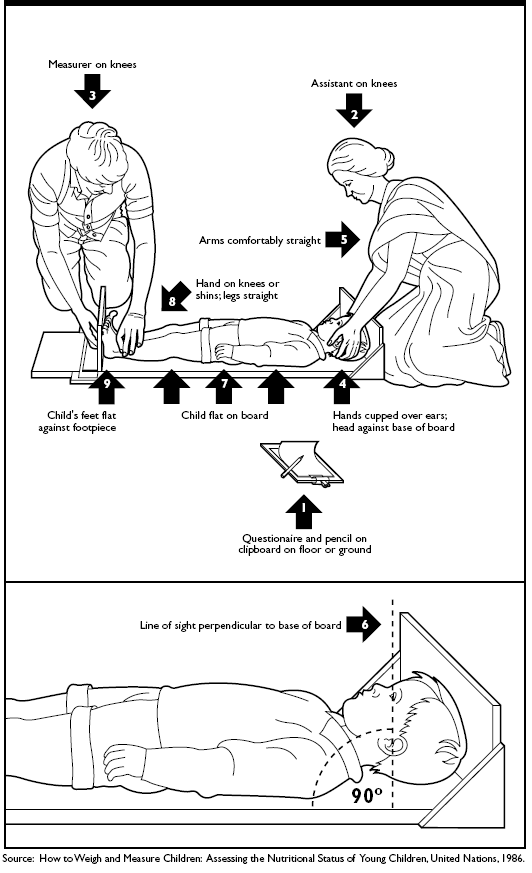 Measurer on knees
3
Assistant on knees
2
Arms comfortably straight
5
Hand on knees or
shins; legs straight
8
9
7
4
Child's feet flat
against footpiece
Child flat on board
Hands cupped over ears;
head against base of board
1
Questionaire and pencil on
clipboard on floor or ground
Line of sight perpendicular to base of board
6
90°
Source: How to Weigh and Measure Children: Assessing the Nutritional Status of Young Children, United Nations, 1986.